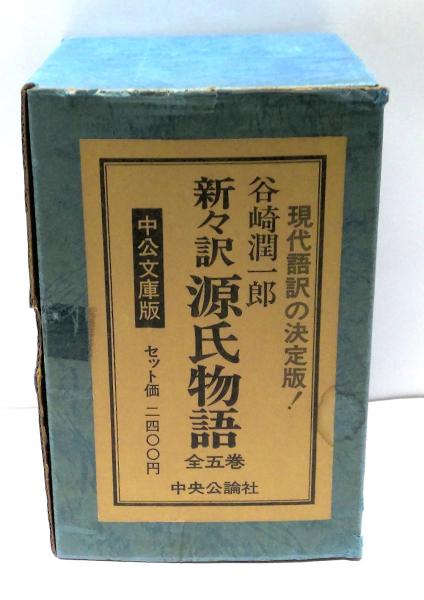 現代語訳の決定版!
谷崎潤一郎
新々訳 源氏物語
全五巻
中公文庫版
セット価 二四〇〇円
中央公論社